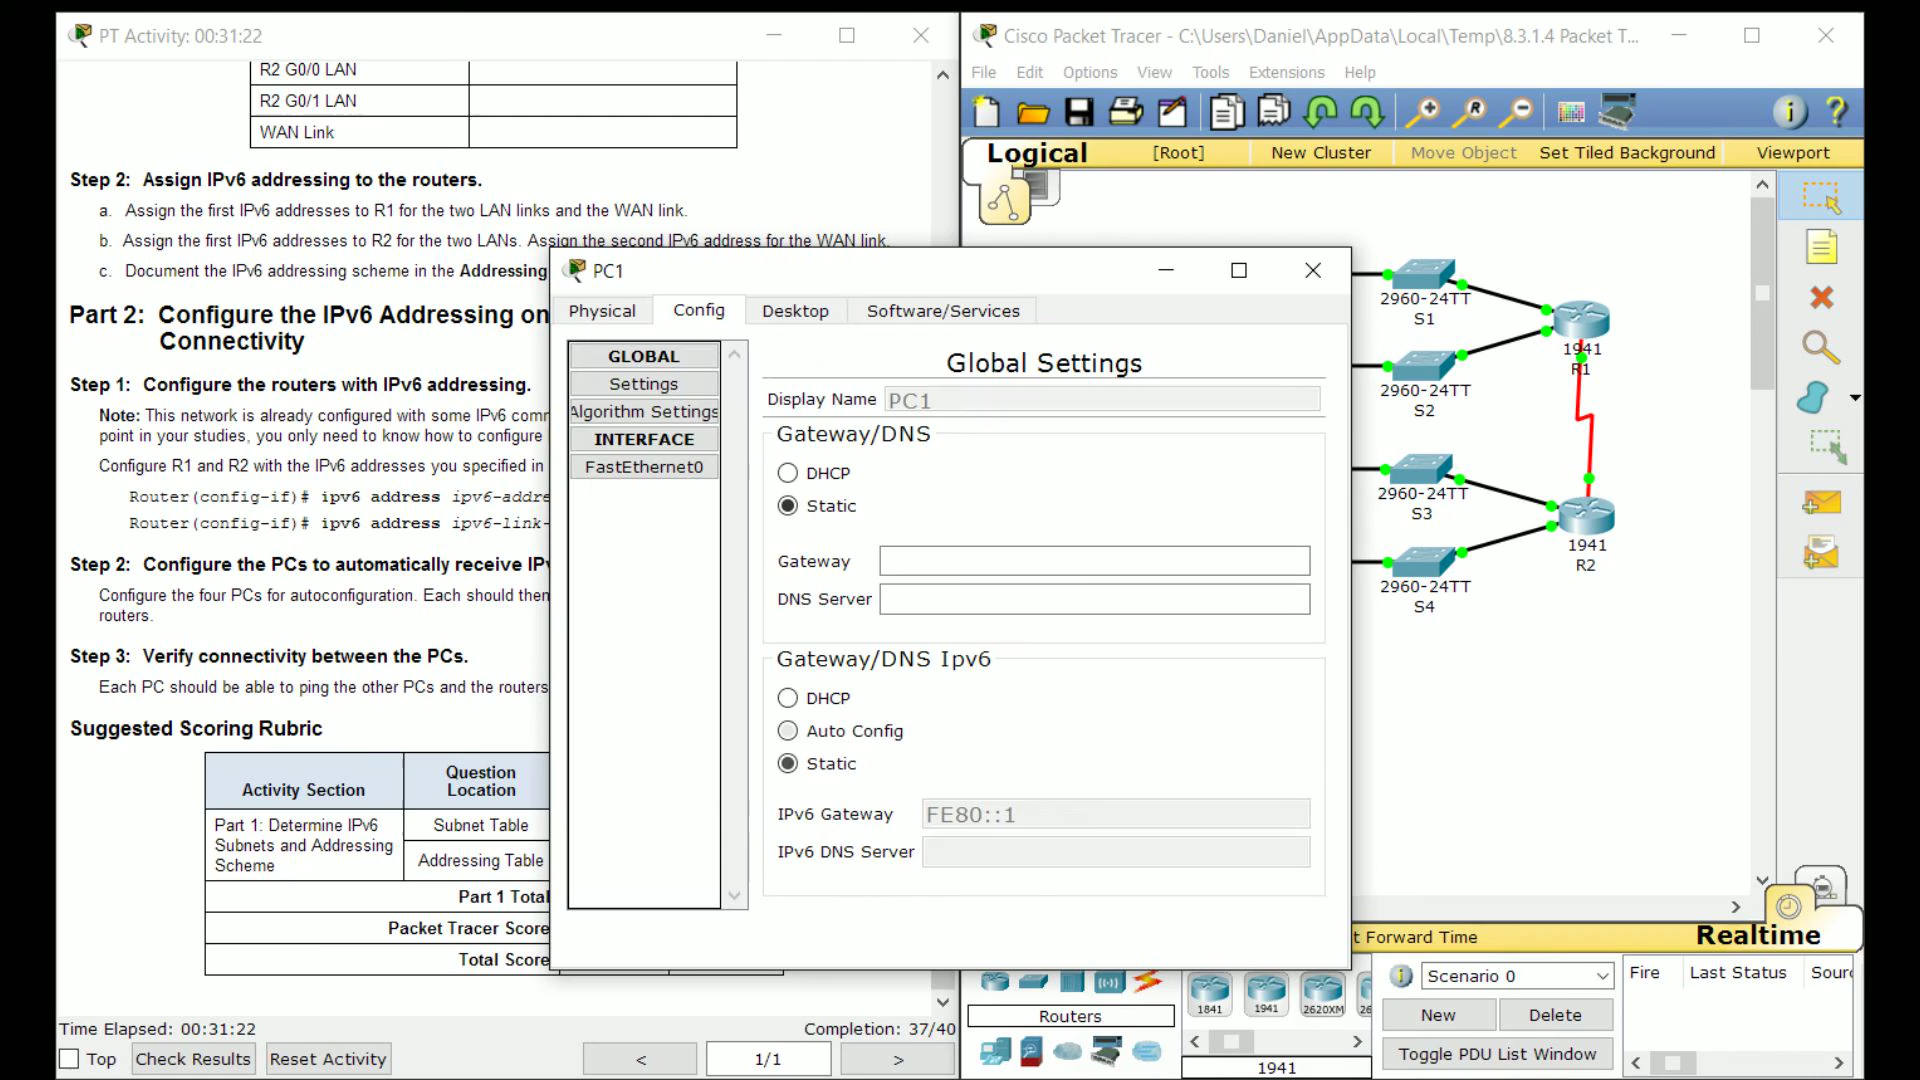 PT Activity: 00:31:22
R2 G0/0 LAN
R2 G0/1 LAN
WAN Link
Step 2: Assign IPv6 addressing to the routers.
a. Assign the first IPv6 addresses to R1 for the two LAN links and the WAN link.
b. Assign the first IPv6 addresses to R2 for the two LANs. Assign the second IPv6 address for the WAN link.
c. Document the IPv6 addressing scheme in the Addressing
Part 2: Configure the IPv6 Addressing on
Connectivity
Step 1: Configure the routers with IPv6 addressing.
Note: This network is already configured with some IPv6 comm
point in your studies, you only need to know how to configure
Configure R1 and R2 with the IPv6 addresses you specified in
Router(config-if)# ipv6 address ipv6-addre
Router(config-if)# ipv6 address ipv6-link-
Step 2: Configure the PCs to automatically receive IPv
Configure the four PCs for autoconfiguration. Each should then
routers.
Step 3: Verify connectivity between the PCs.
Each PC should be able to ping the other PCs and the routers
Suggested Scoring Rubric
Activity Section
Question
Location
Part 1: Determine IPv6
Subnets and Addressing
Scheme
Subnet Table
Addressing Table
Part 1 Total
Packet Tracer Score
Total Score
Time Elapsed: 00:31:22
Completion: 37/40
Top
Check Results
Reset Activity
<
1/1
>
PC1
Physical
Config
Desktop
Software/Services
GLOBAL
Settings
Algorithm Settings
INTERFACE
FastEthernet0
Global Settings
Display Name PC1
Gateway/DNS
DHCP
Static
Gateway
DNS Server
Gateway/DNS Ipv6
DHCP
Auto Config
Static
IPv6 Gateway FE80::1
IPv6 DNS Server
Cisco Packet Tracer - C:\Users\Daniel\AppData\Local\Temp\8.3.1.4 Packet T...
File Edit Options View Tools Extensions Help
Logical
[Root]
New Cluster
Move Object
Set Tiled Background
Viewport
2960-24TT
S1
1941
R1
2960-24TT
S2
2960-24TT
S3
1941
R2
2960-24TT
S4
t Forward Time
Realtime
Routers
1841
1941
2620XM
26
1941
Scenario 0
New
Delete
Toggle PDU List Window
Fire
Last Status
Sourc